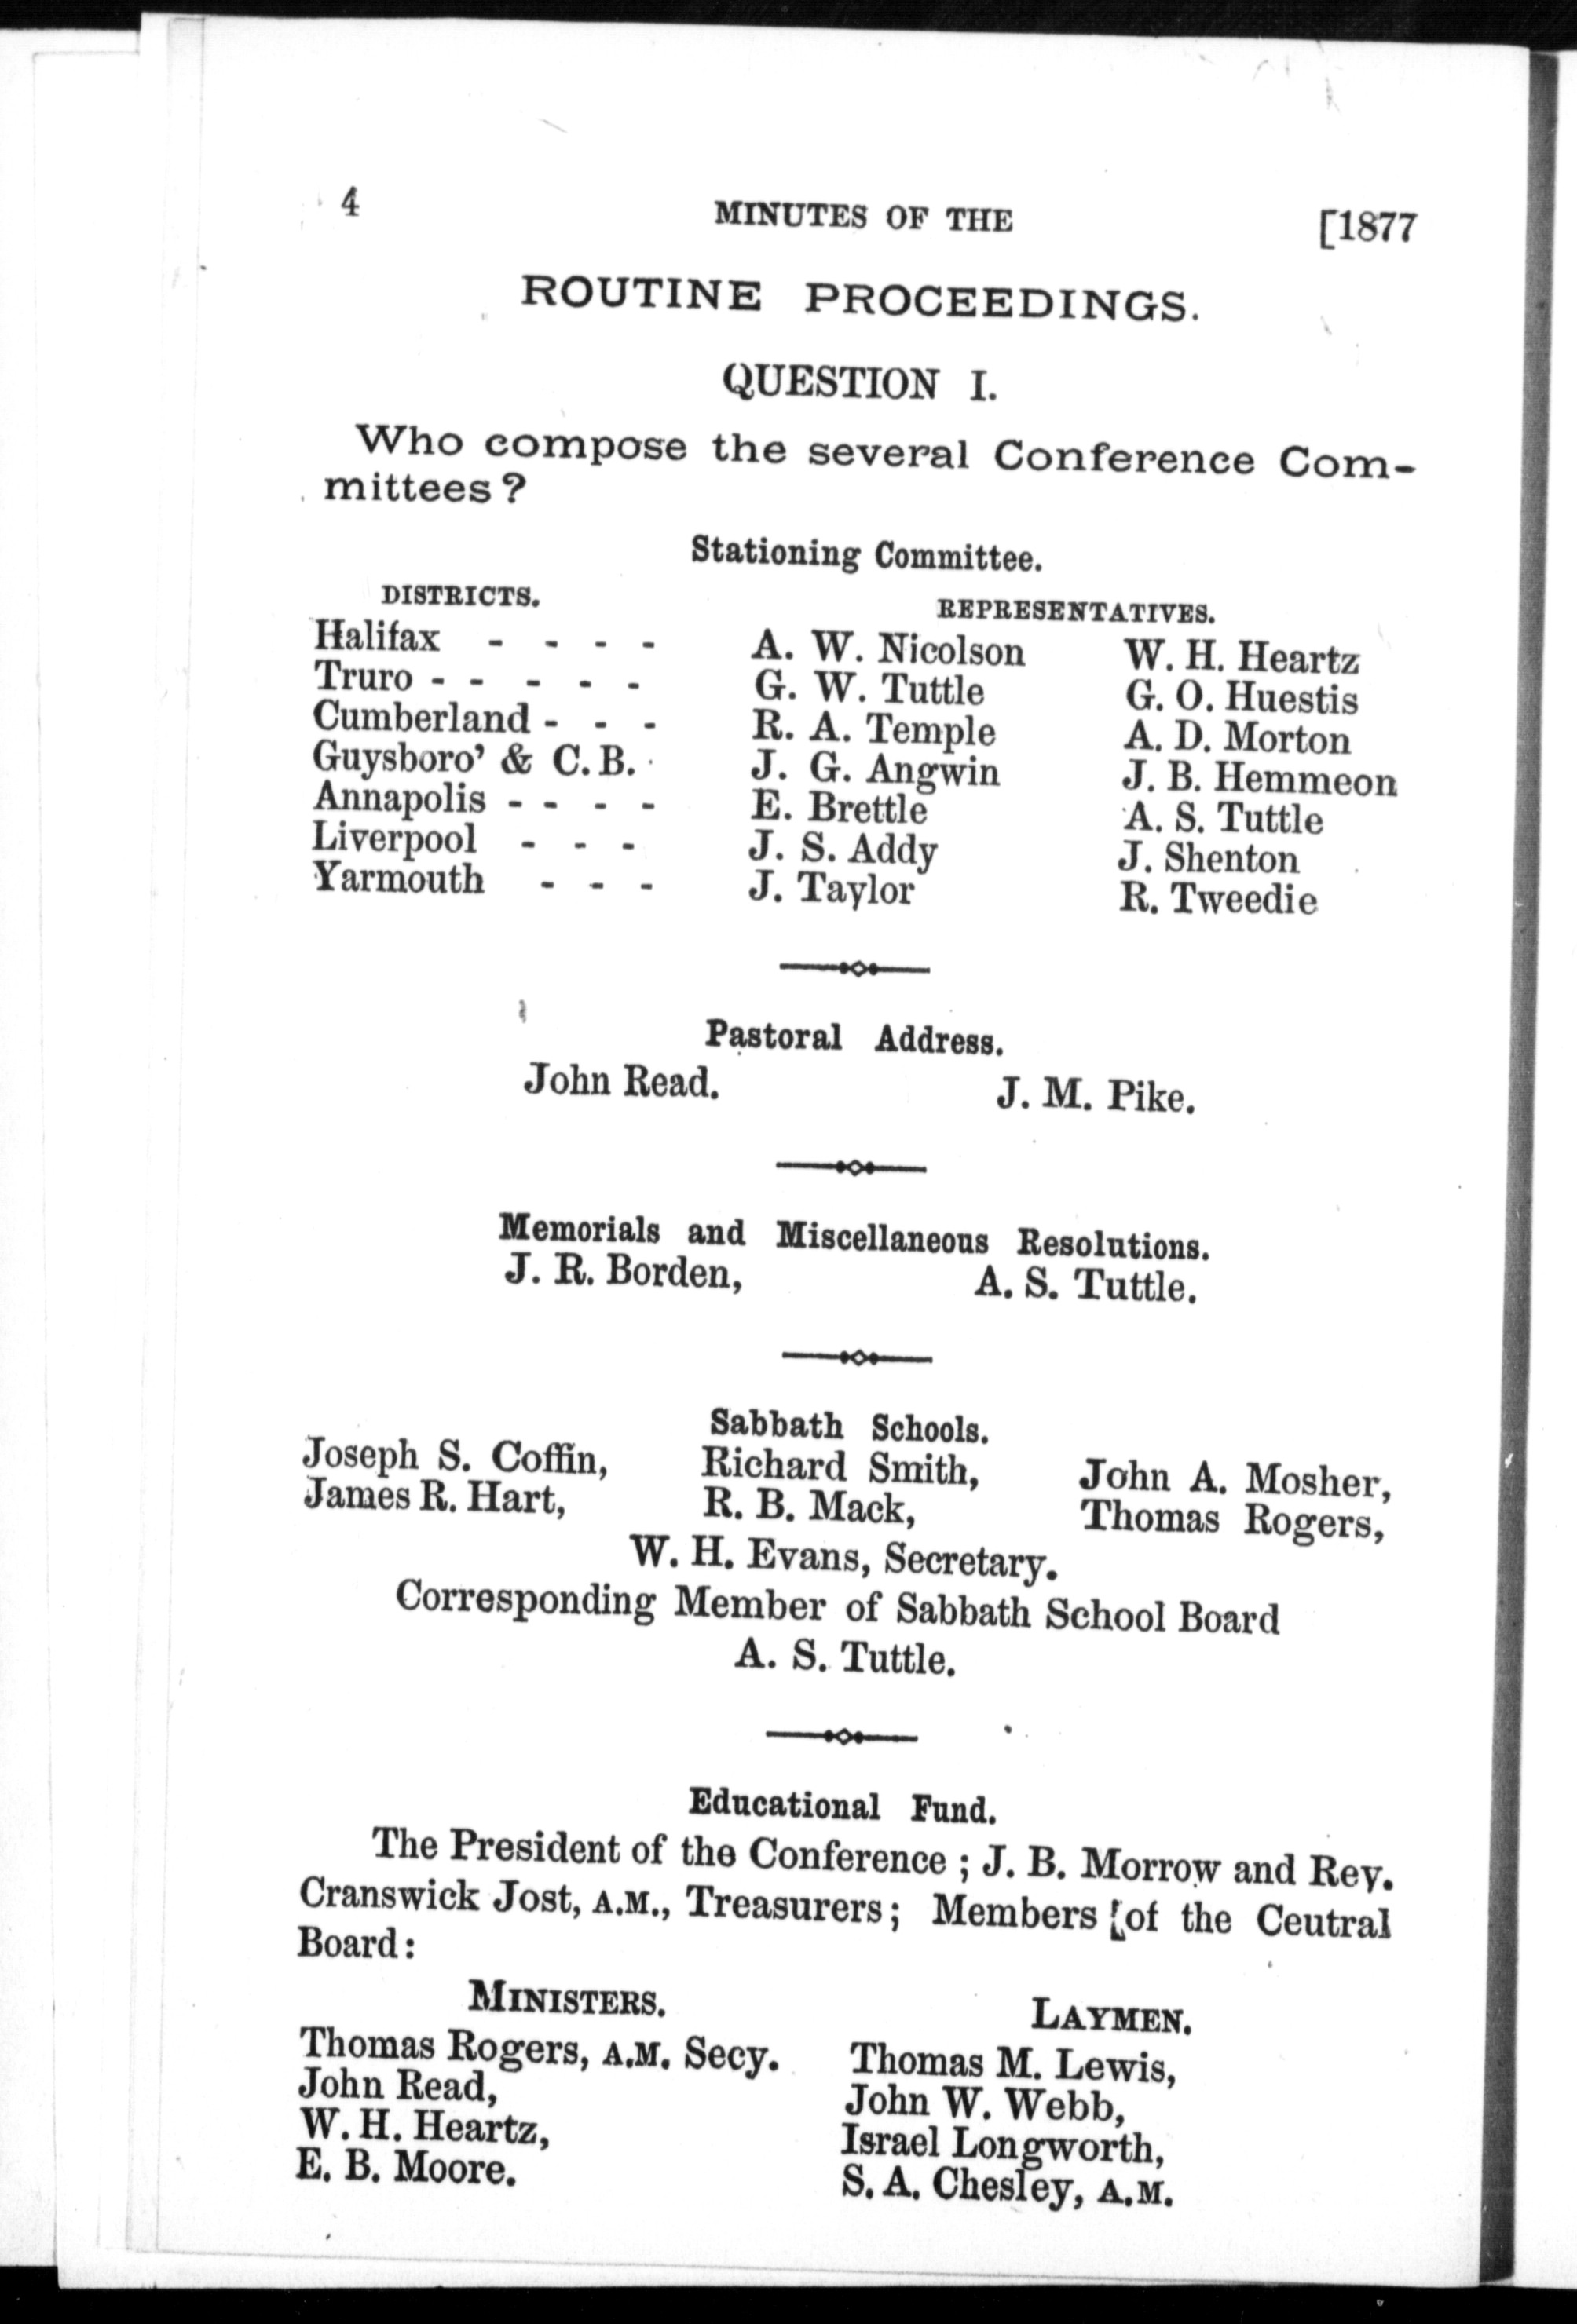 4 MINUTES OF THE [1877
ROUTINE PROCEEDINGS.
QUESTION I.
Who compose the several Conference Com-
mittees?
Stationing Committee.
DISTRICTS. REPRESENTATIVES.
Halifax - - - - A. W. Nicolson W. H. Heartz
Truro - - - - - G. W. Tuttle G. O. Huestis
Cumberland - - - R. A. Temple A. D. Morton
Guysboro' & C. B. J. G. Angwin J. B. Hemmeon
Annapolis - - - - E. Brettle A. S. Tuttle
Liverpool - - - J. S. Addy J. Shenton
Yarmouth - - - J. Taylor R. Tweedie
Pastoral Address.
John Read. J. M. Pike.
Memorials and Miscellaneous Resolutions.
J. R. Borden, A. S. Tuttle.
Sabbath Schools.
Joseph S. Coffin, Richard Smith, John A. Mosher,
James R. Hart, R. B. Mack, Thomas Rogers,
W. H. Evans, Secretary.
Corresponding Member of Sabbath School Board
A. S. Tuttle.
Educational Fund.
The President of the Conference ; J. B. Morrow and Rev.
Cranswick Jost, A.M., Treasurers ; Members [of the Ceutral
Board :
MINISTERS. LAYMEN.
Thomas Rogers, A.M. Secy. Thomas M. Lewis,
John Read, John W. Webb,
W. H. Heartz, Israel Longworth,
E. B. Moore. S. A. Chesley, A.M.